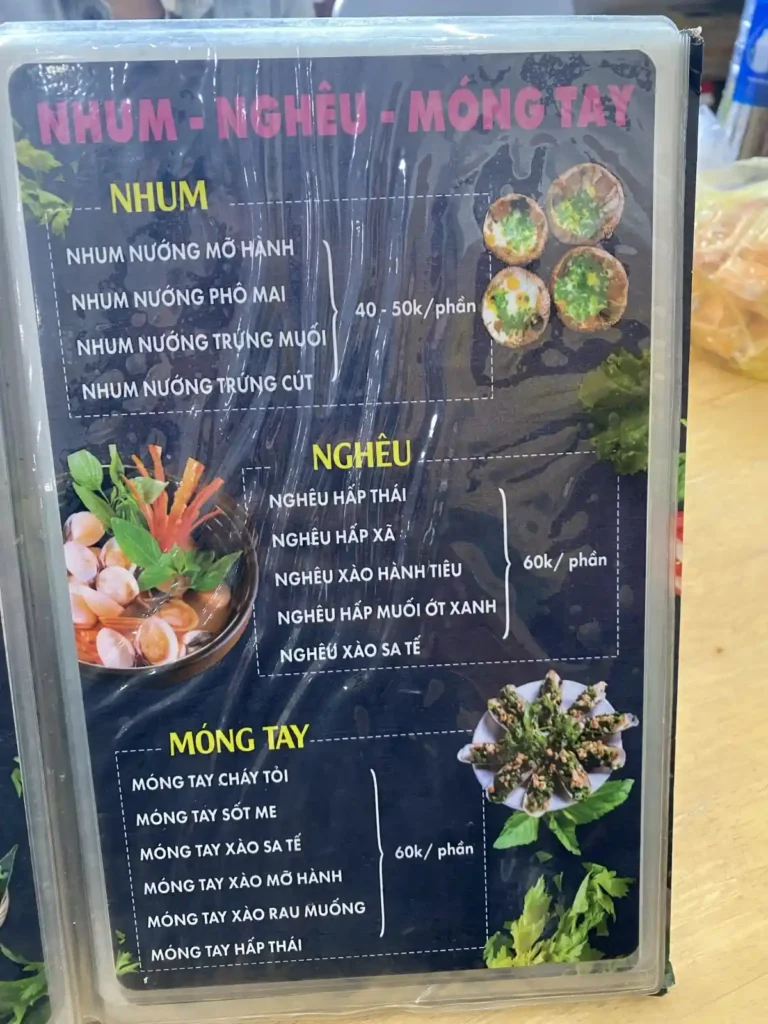 NHUM - NGHÊU - MÓNG TAY
NHUM
NHUM NƯỚNG MỠ HÀNH
NHUM NƯỚNG PHÔ MAI
NHUM NƯỚNG TRỨNG MUỐI
NHUM NƯỚNG TRỨNG CÚT
40 - 50k/phần
NGHÊU
NGHÊU HẤP THÁI
NGHÊU HẤP XÃ
NGHÊU XÀO HÀNH TIÊU
NGHÊU HẤP MUỐI ỚT XANH
NGHÊU XÀO SA TẾ
60k/ phần
MÓNG TAY
MÓNG TAY CHÁY TỎI
MÓNG TAY SỐT ME
MÓNG TAY XÀO SA TẾ
MÓNG TAY XÀO MỠ HÀNH
MÓNG TAY XÀO RAU MUỐNG
MÓNG TAY HẤP THÁI
60k/ phần